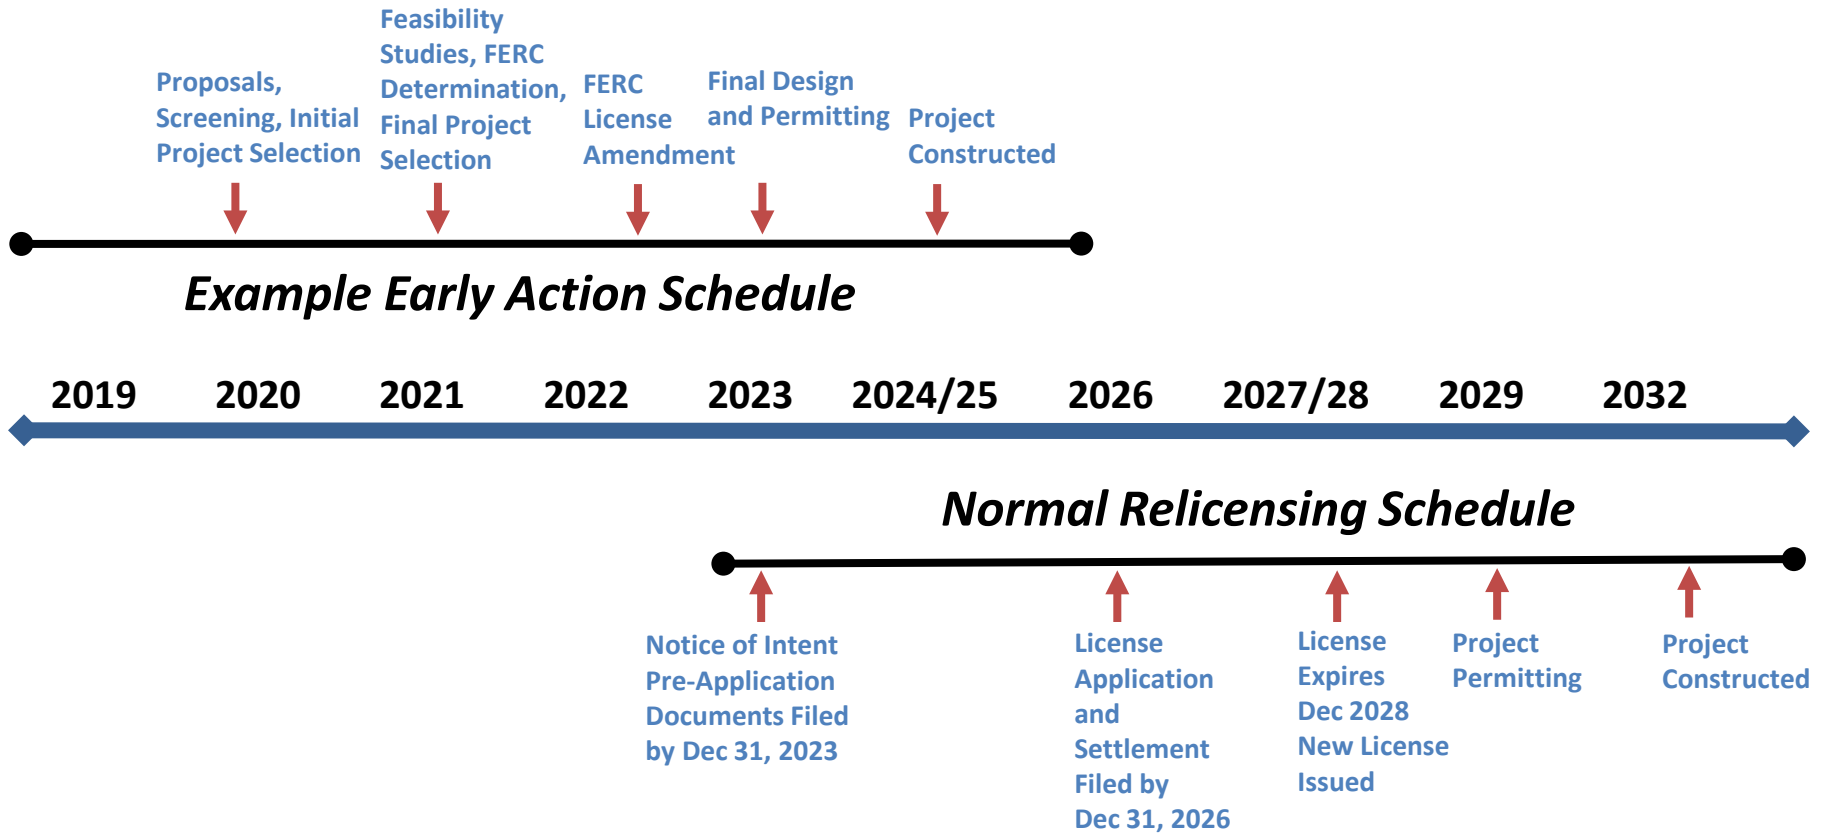 Proposals,
Screening, Initial
Project Selection
Feasibility
Studies, FERC
Determination,
Final Project
Selection
FERC
License
Amendment
Final Design
and Permitting
Project
Constructed
Example Early Action Schedule
2019 2020 2021 2022 2023 2024/25 2026 2027/28 2029 2032
Normal Relicensing Schedule
Notice of Intent
Pre-Application
Documents Filed
by Dec 31, 2023
License
Application
and
Settlement
Filed by
Dec 31, 2026
License
Expires
Dec 2028
New License
Issued
Project
Permitting
Project
Constructed